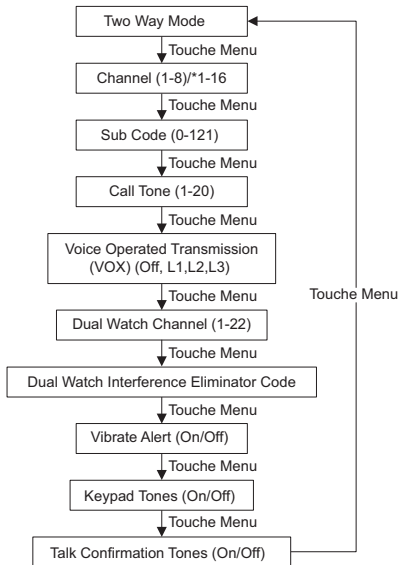 Two Way Mode
Touche Menu
Channel (1-8)/*1-16
Touche Menu
Sub Code (0-121)
Touche Menu
Call Tone (1-20)
Touche Menu
Voice Operated Transmission
(VOX) (Off, L1,L2,L3)
Touche Menu
Touche Menu
Dual Watch Channel (1-22)
Touche Menu
Dual Watch Interference Eliminator Code
Touche Menu
Vibrate Alert (On/Off)
Touche Menu
Keypad Tones (On/Off)
Touche Menu
Talk Confirmation Tones (On/Off)